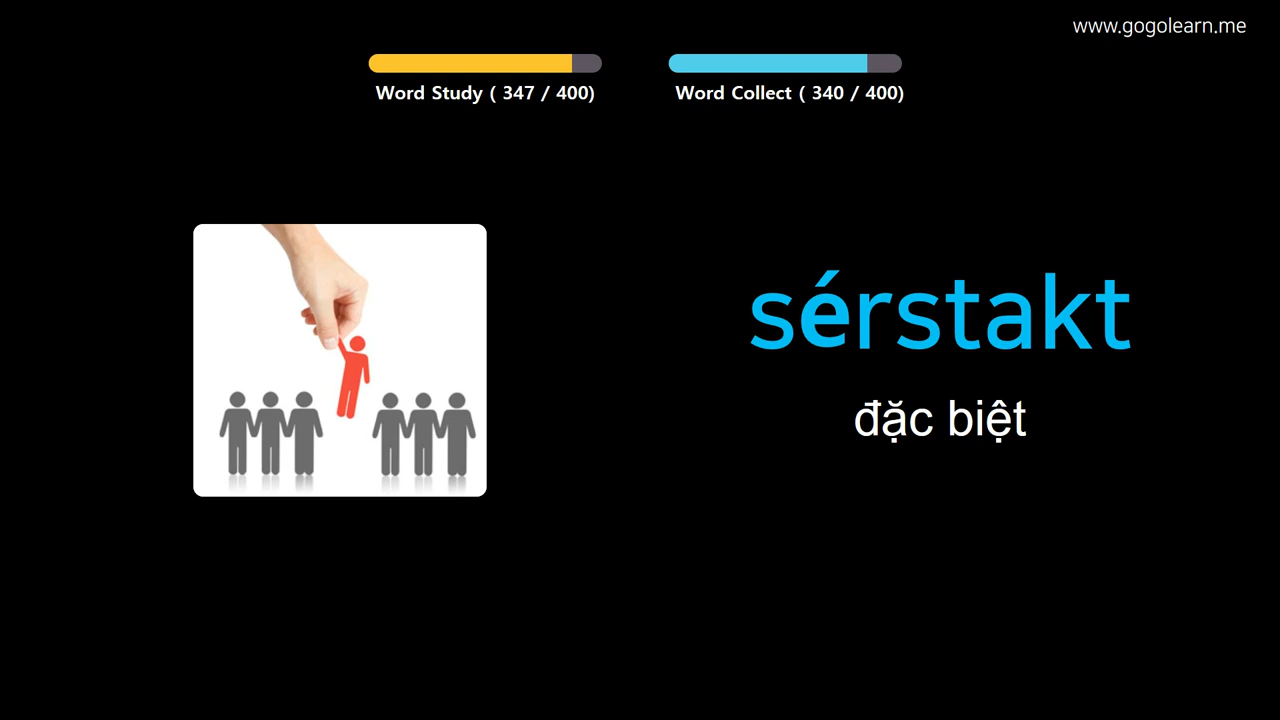 www.gogolearn.me
Word Study ( 347 / 400)
Word Collect ( 340 / 400)
sérstakt
đặc biệt